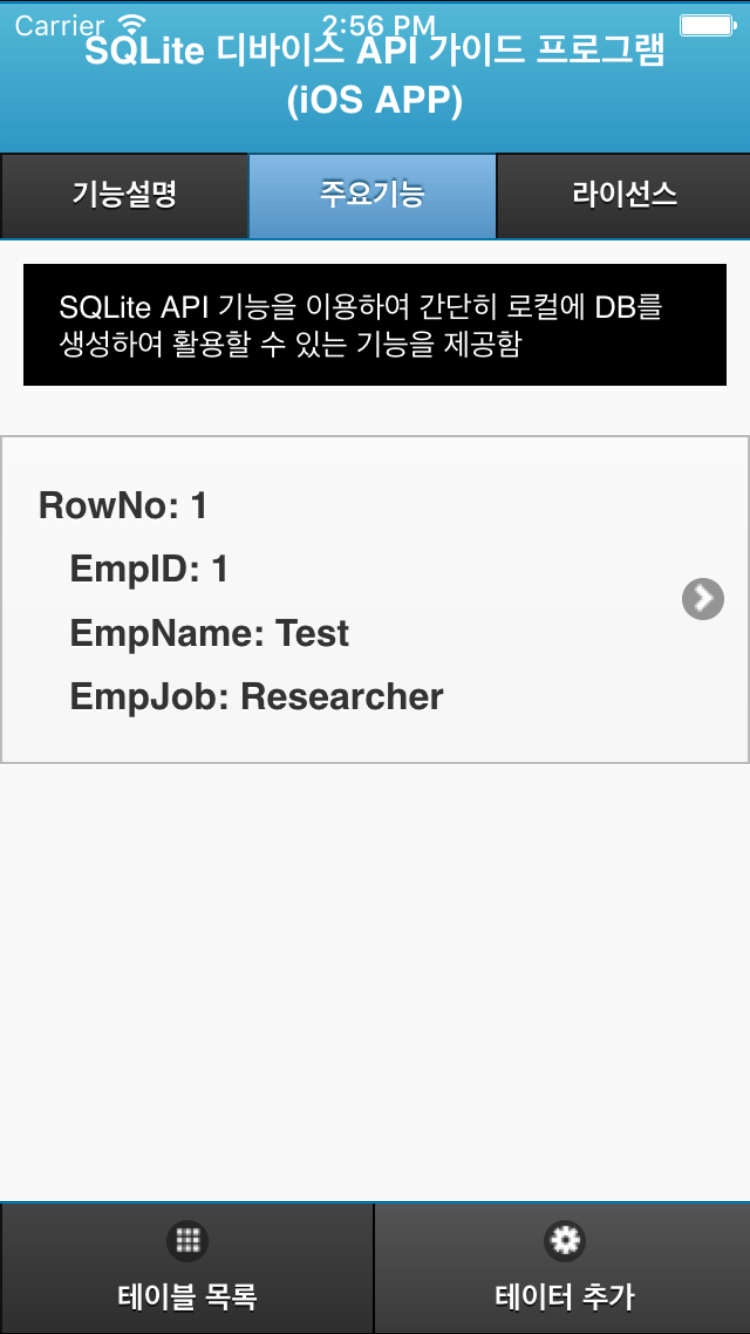 Carrier 2:56 PM
SQLite 디바이스 API 가이드 프로그램
(iOS APP)
기능설명 주요기능 라이선스
SQLite API 기능을 이용하여 간단히 로컬에 DB를
생성하여 활용할 수 있는 기능을 제공함
RowNo: 1
EmpID: 1
EmpName: Test
EmpJob: Researcher
테이블 목록 테이터 추가